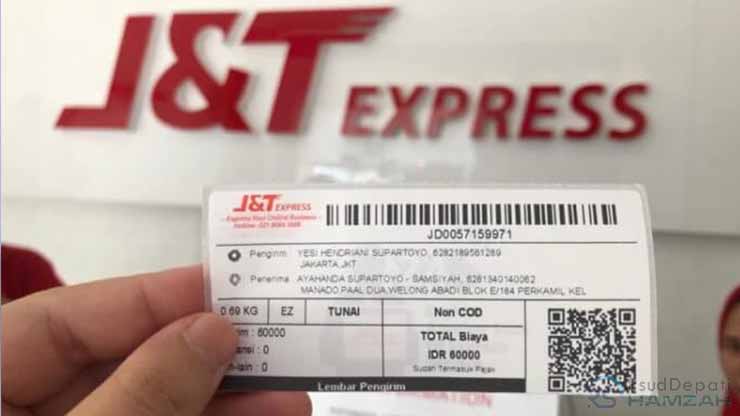 J&T EXPRESS
J&T EXPRESS
Express Your Online Business
JD0057159971
Pengirim : YESI HENDRIANI SUPARTOYO, 6282189561289
JAKARTA,JKT
Penerima : AYAHANDA SUPARTOYO - SAMSIYAH, 6281340140062
MANADO,PAAL DUA,WELONG ABADI BLOK E/184 PERKAMIL KEL
0.69 KG EZ TUNAI Non COD
: 60000
: 0
: 0
TOTAL Biaya
IDR 60000
Sudah Termasuk Pajak
Lembar Pengirim
HAMZAH